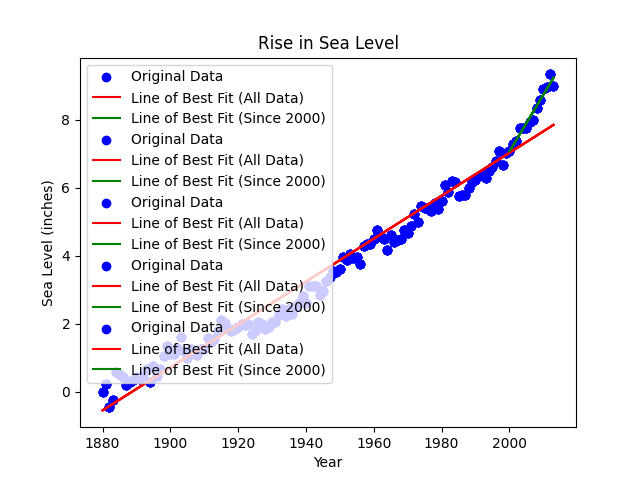 Rise in Sea Level
Sea Level (inches)
8
6
4
2
0
Original Data
Line of Best Fit (All Data)
Line of Best Fit (Since 2000)
Original Data
Line of Best Fit (All Data)
Line of Best Fit (Since 2000)
Original Data
Line of Best Fit (All Data)
Line of Best Fit (Since 2000)
Original Data
Line of Best Fit (All Data)
Line of Best Fit (Since 2000)
Original Data
Line of Best Fit (All Data)
Line of Best Fit (Since 2000)
1880 1900 1920 1940 1960 1980 2000
Year